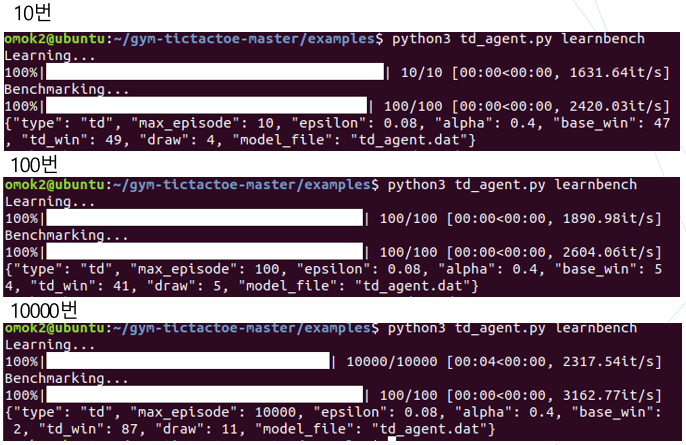 10번
omok2@ubuntu:~/gym-tictactoe-master/examples$ python3 td_agent.py learnbench
Learning...
100%| | 10/10 [00:00<00:00, 1631.64it/s]
Benchmarking...
100%| | 100/100 [00:00<00:00, 2420.03it/s]
{"type": "td", "max_episode": 10, "epsilon": 0.08, "alpha": 0.4, "base_win": 47
, "td_win": 49, "draw": 4, "model_file": "td_agent.dat"}
100번
omok2@ubuntu:~/gym-tictactoe-master/examples$ python3 td_agent.py learnbench
Learning...
100%| | 100/100 [00:00<00:00, 1890.98it/s]
Benchmarking...
100%| | 100/100 [00:00<00:00, 2604.06it/s]
{"type": "td", "max_episode": 100, "epsilon": 0.08, "alpha": 0.4, "base_win": 5
4, "td_win": 41, "draw": 5, "model_file": "td_agent.dat"}
10000번
omok2@ubuntu:~/gym-tictactoe-master/examples$ python3 td_agent.py learnbench
Learning...
100%| | 10000/10000 [00:04<00:00, 2317.54it/s]
Benchmarking...
100%| | 100/100 [00:00<00:00, 3162.77it/s]
{"type": "td", "max_episode": 10000, "epsilon": 0.08, "alpha": 0.4, "base_win":
2, "td_win": 87, "draw": 11, "model_file": "td_agent.dat"}